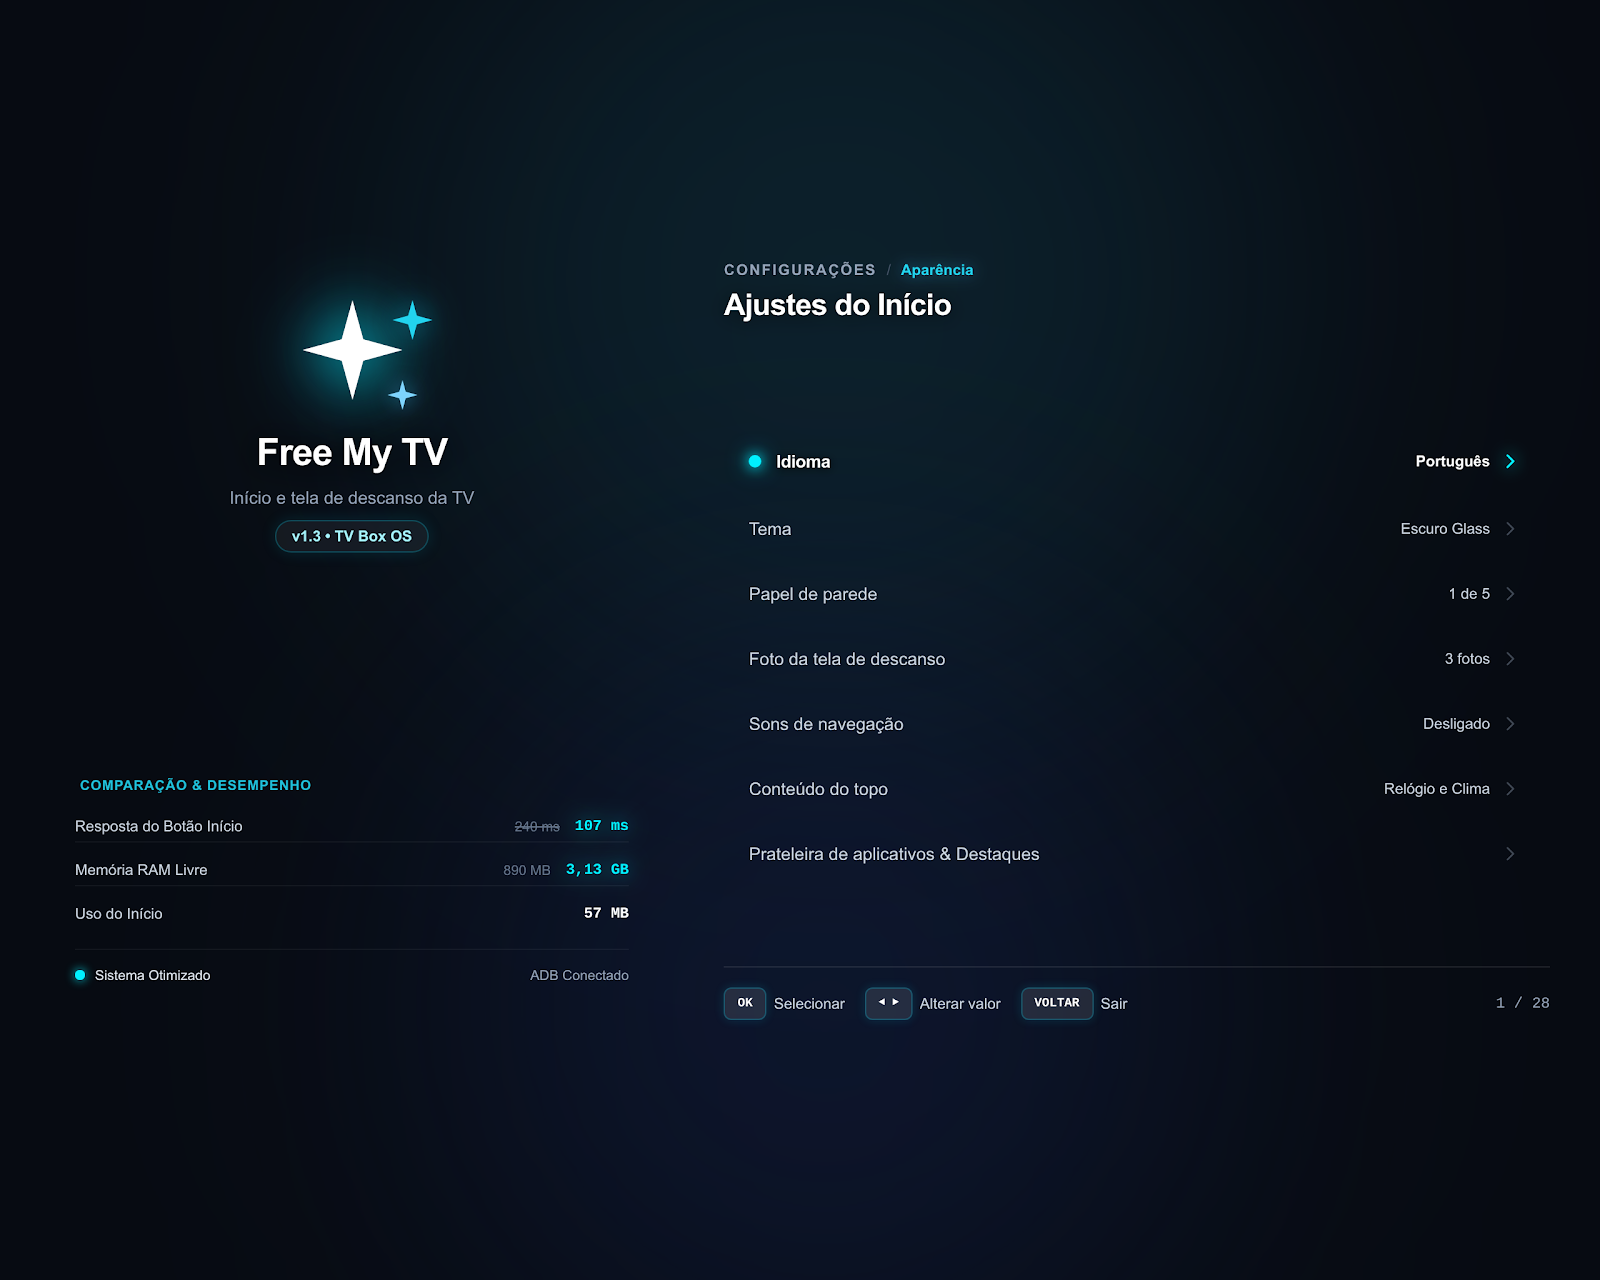 Free My TV
Início e tela de descanso da TV
v1.3 • TV Box OS
COMPARAÇÃO & DESEMPENHO
Resposta do Botão Início 240 ms 107 ms
Memória RAM Livre 890 MB 3,13 GB
Uso do Início 57 MB
Sistema Otimizado ADB Conectado
CONFIGURAÇÕES / Aparência
Ajustes do Início
Idioma Português
Tema Escuro Glass
Papel de parede 1 de 5
Foto da tela de descanso 3 fotos
Sons de navegação Desligado
Conteúdo do topo Relógio e Clima
Prateleira de aplicativos & Destaques
OK Selecionar ◄ ► Alterar valor VOLTAR Sair 1 / 28